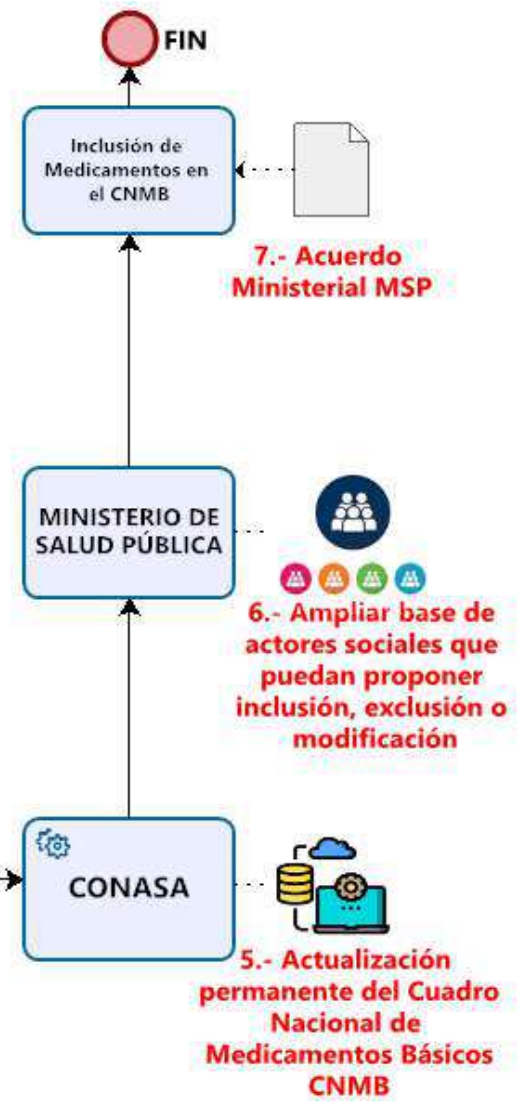 FIN
Inclusión de
Medicamentos en
el CNMB
7.- Acuerdo
Ministerial MSP
MINISTERIO DE
SALUD PÚBLICA
6.- Ampliar base de
actores sociales que
puedan proponer
inclusión, exclusión o
modificación
CONASA
5.- Actualización
permanente del Cuadro
Nacional de
Medicamentos Básicos
CNMB